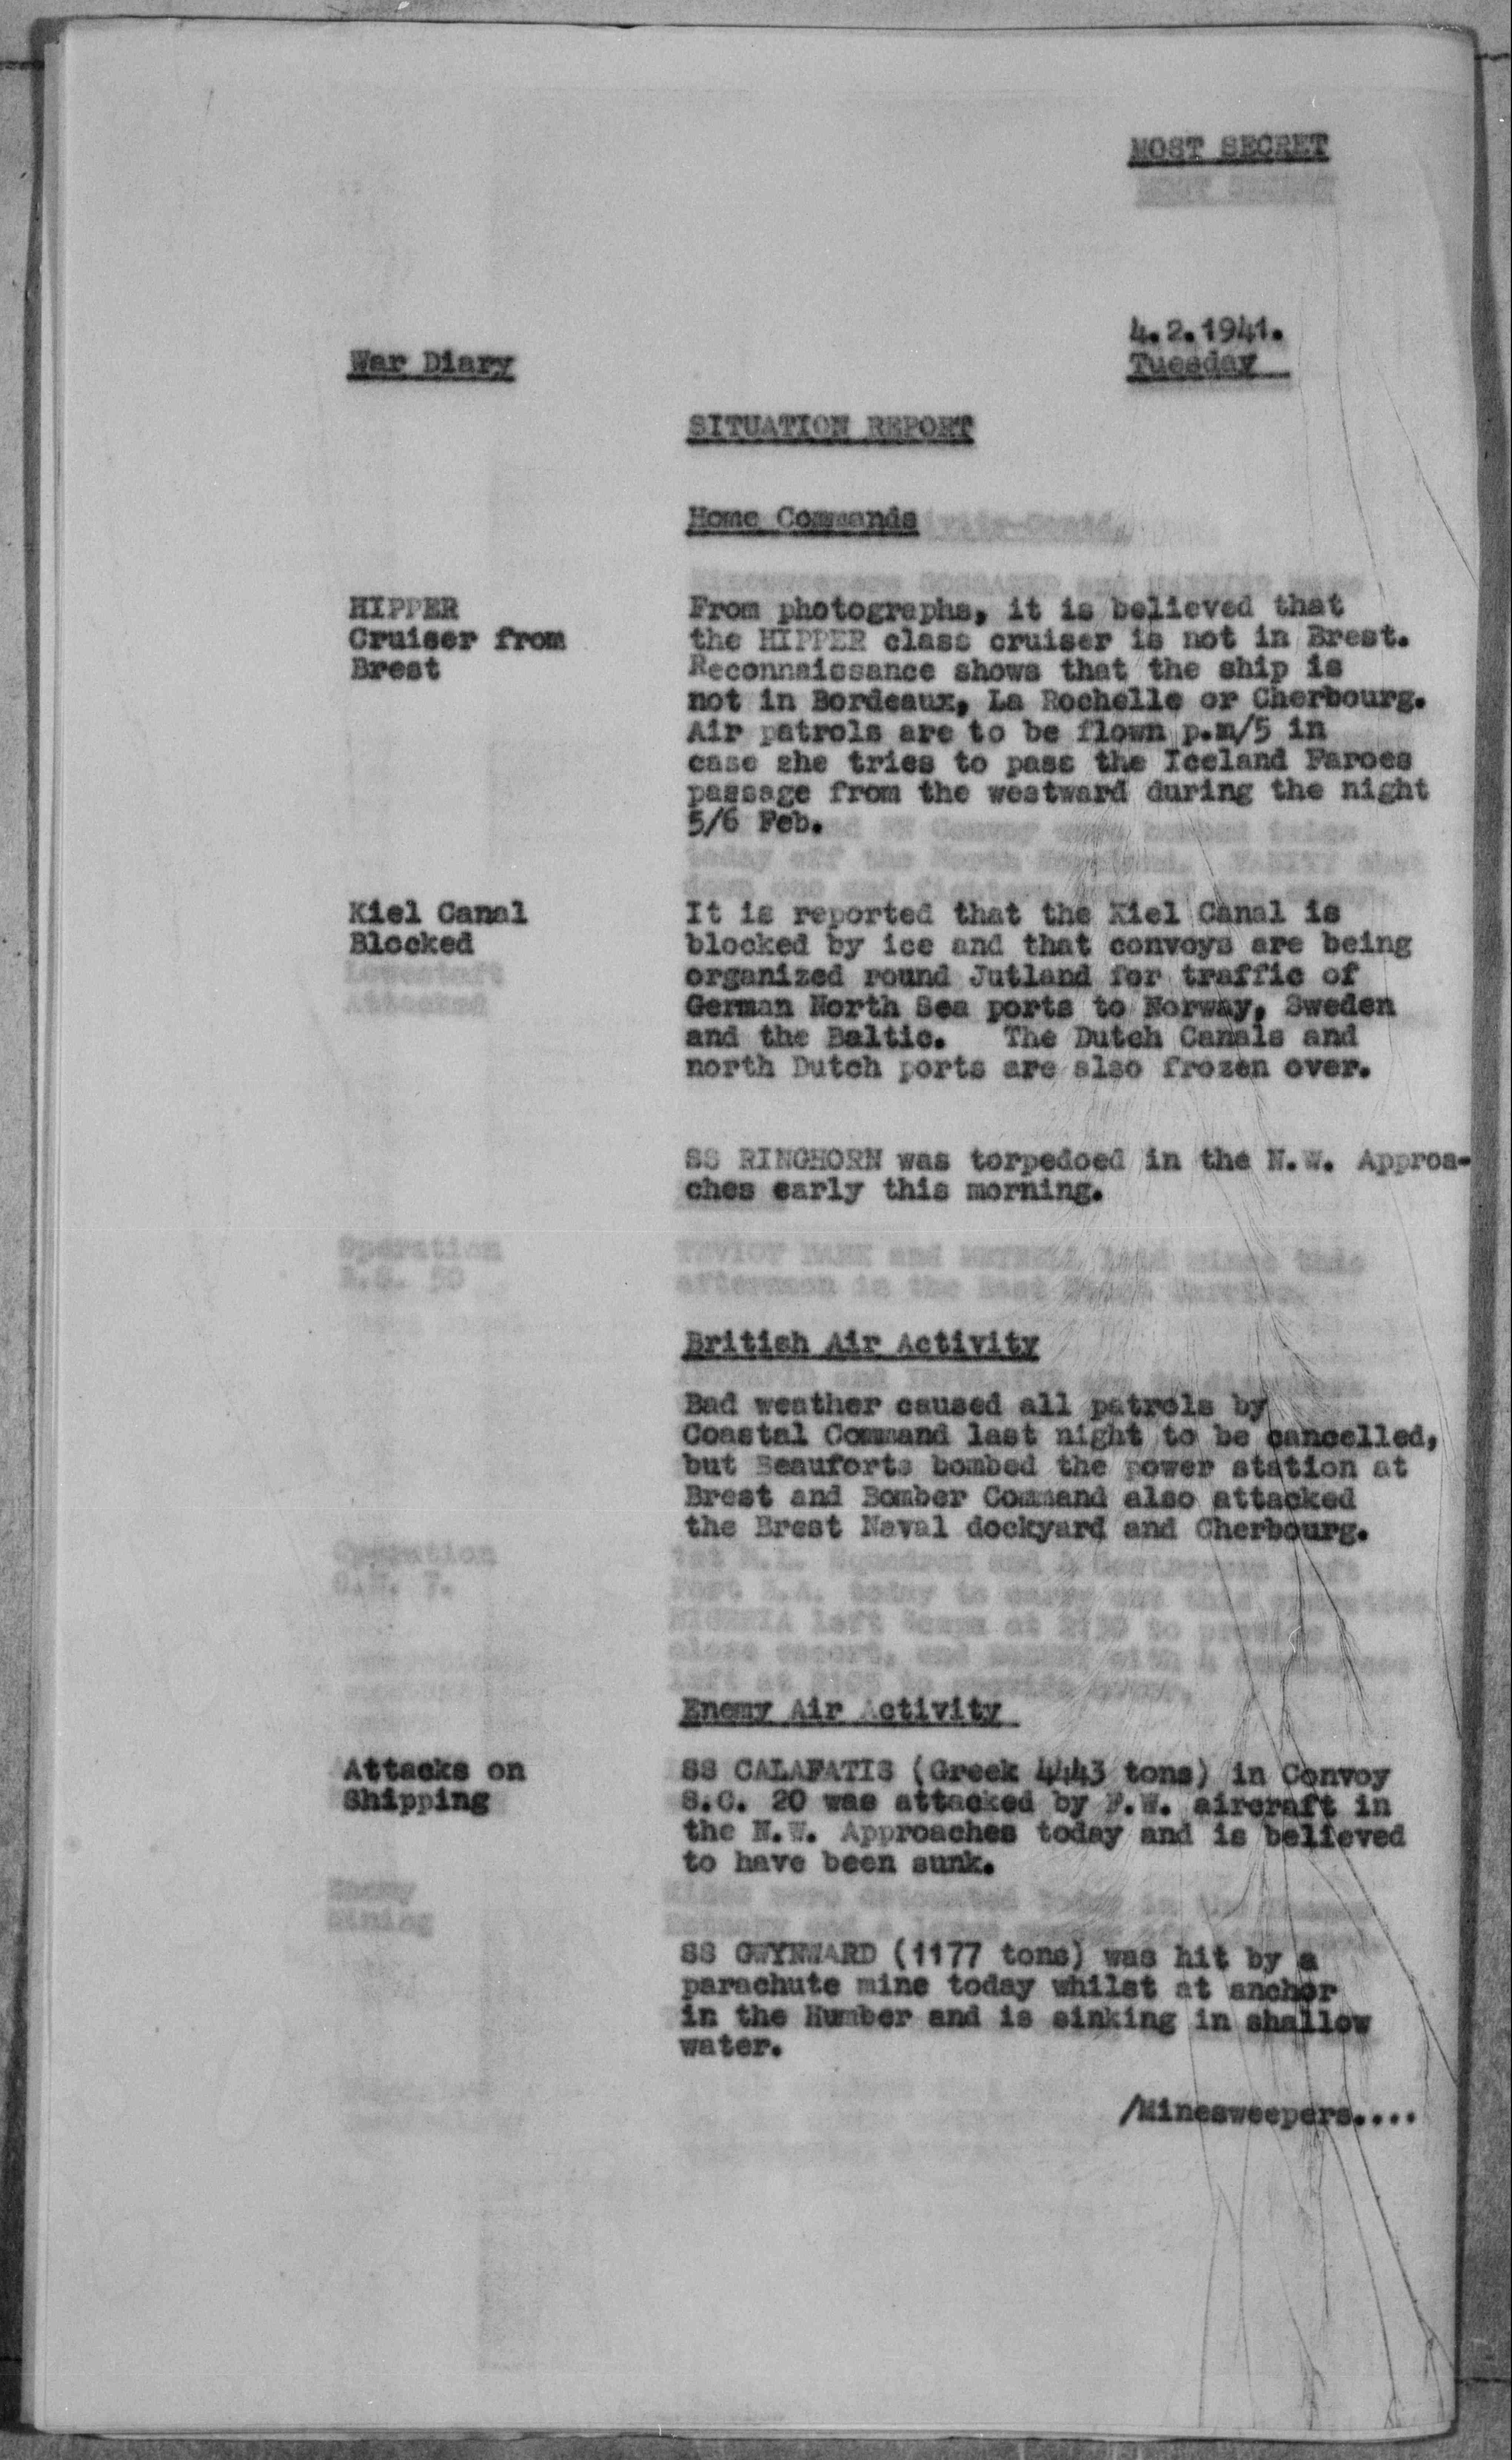 MOST SECRET
4.2.1941.
War Diary
Tuesday
SITUATION REPORT
Home Commands
HIPPER
Cruiser from
Brest
From photographs, it is believed that
the HIPPER class cruiser is not in Brest.
Reconnaissance shows that the ship is
not in Bordeaux, La Rochelle or Cherbourg.
Air patrols are to be flown p.m/5 in
case she tries to pass the Iceland Faroes
passage from the westward during the night
5/6 Feb.
Kiel Canal
Blocked
It is reported that the Kiel Canal is
blocked by ice and that convoys are being
organized round Jutland for traffic of
German North Sea ports to Norway, Sweden
and the Baltic. The Dutch Canals and
north Dutch ports are also frozen over.
SS RINGHORN was torpedoed in the N.W. Approa-
ches early this morning.
British Air Activity
Bad weather caused all patrols by
Coastal Command last night to be cancelled,
but Beauforts bombed the power station at
Brest and Bomber Command also attacked
the Brest Naval dockyard and Cherbourg.
Enemy Air Activity
Attacks on
Shipping
SS CALAFATIS (Greek 4443 tons) in Convoy
S.C. 20 was attacked by F.W. aircraft in
the N.W. Approaches today and is believed
to have been sunk.
SS GWYNWARD (1177 tons) was hit by a
parachute mine today whilst at anchor
in the Humber and is sinking in shallow
water.
/Minesweepers....